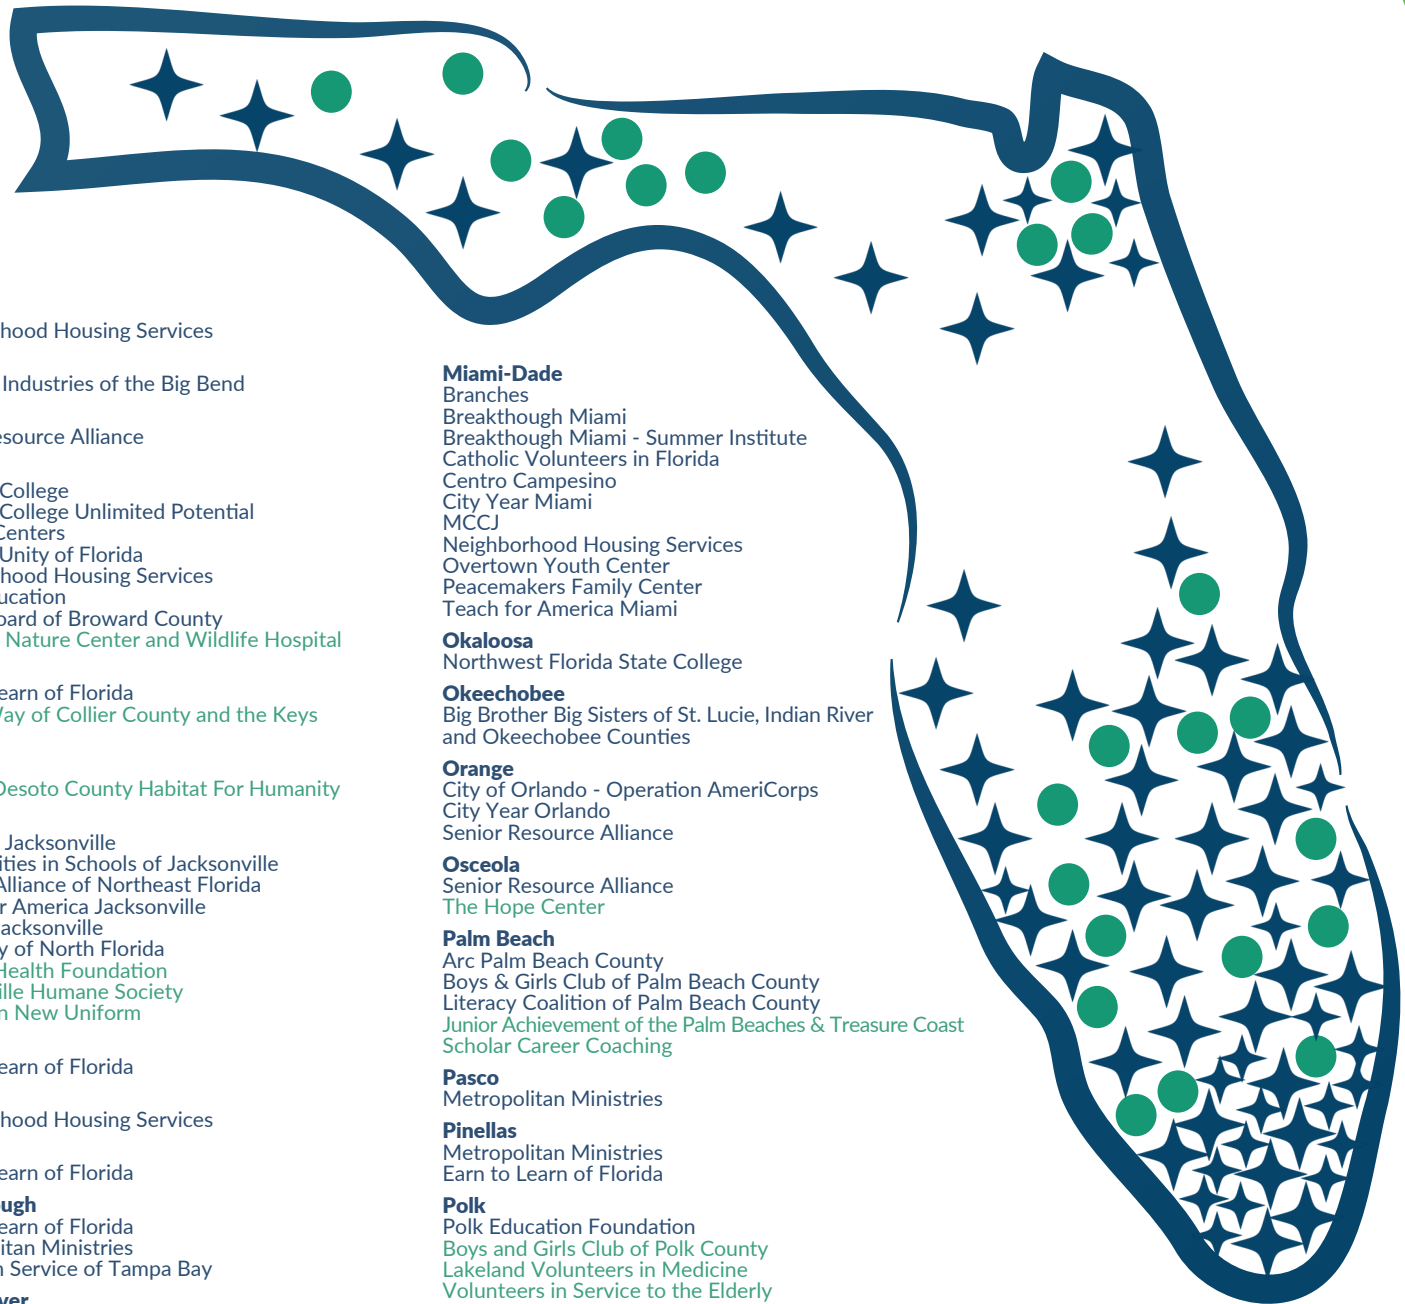 hood Housing Services
Industries of the Big Bend
esource Alliance
College
College Unlimited Potential
Centers
Unity of Florida
hood Housing Services
ucation
oard of Broward County
Nature Center and Wildlife Hospital
earn of Florida
Way of Collier County and the Keys
Desoto County Habitat For Humanity
Jacksonville
ities in Schools of Jacksonville
Alliance of Northeast Florida
r America Jacksonville
acksonville
y of North Florida
Health Foundation
ille Humane Society
n New Uniform
earn of Florida
hood Housing Services
earn of Florida
ough
earn of Florida
itan Ministries
n Service of Tampa Bay
ver
Miami-Dade
Branches
Breakthough Miami
Breakthough Miami - Summer Institute
Catholic Volunteers in Florida
Centro Campesino
City Year Miami
MCCJ
Neighborhood Housing Services
Overtown Youth Center
Peacemakers Family Center
Teach for America Miami
Okaloosa
Northwest Florida State College
Okeechobee
Big Brother Big Sisters of St. Lucie, Indian River
and Okeechobee Counties
Orange
City of Orlando - Operation AmeriCorps
City Year Orlando
Senior Resource Alliance
Osceola
Senior Resource Alliance
The Hope Center
Palm Beach
Arc Palm Beach County
Boys & Girls Club of Palm Beach County
Literacy Coalition of Palm Beach County
Junior Achievement of the Palm Beaches & Treasure Coast
Scholar Career Coaching
Pasco
Metropolitan Ministries
Pinellas
Metropolitan Ministries
Earn to Learn of Florida
Polk
Polk Education Foundation
Boys and Girls Club of Polk County
Lakeland Volunteers in Medicine
Volunteers in Service to the Elderly